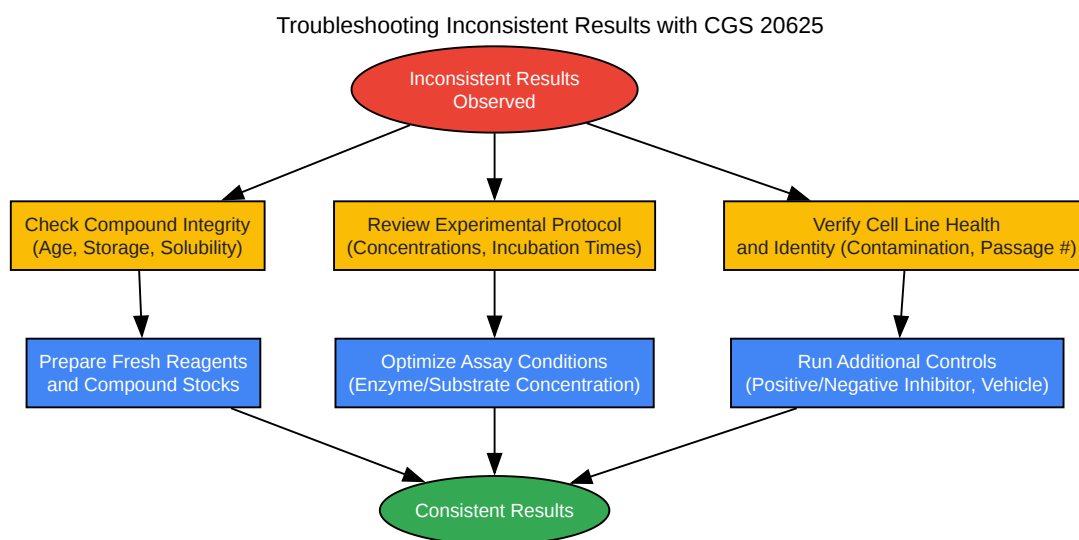 Troubleshooting Inconsistent Results with CGS 20625
Inconsistent Results
Observed
Check Compound Integrity
(Age, Storage, Solubility)
Review Experimental Protocol
(Concentrations, Incubation Times)
Verify Cell Line Health
and Identity (Contamination, Passage #)
Prepare Fresh Reagents
and Compound Stocks
Optimize Assay Conditions
(Enzyme/Substrate Concentration)
Run Additional Controls
(Positive/Negative Inhibitor, Vehicle)
Consistent Results